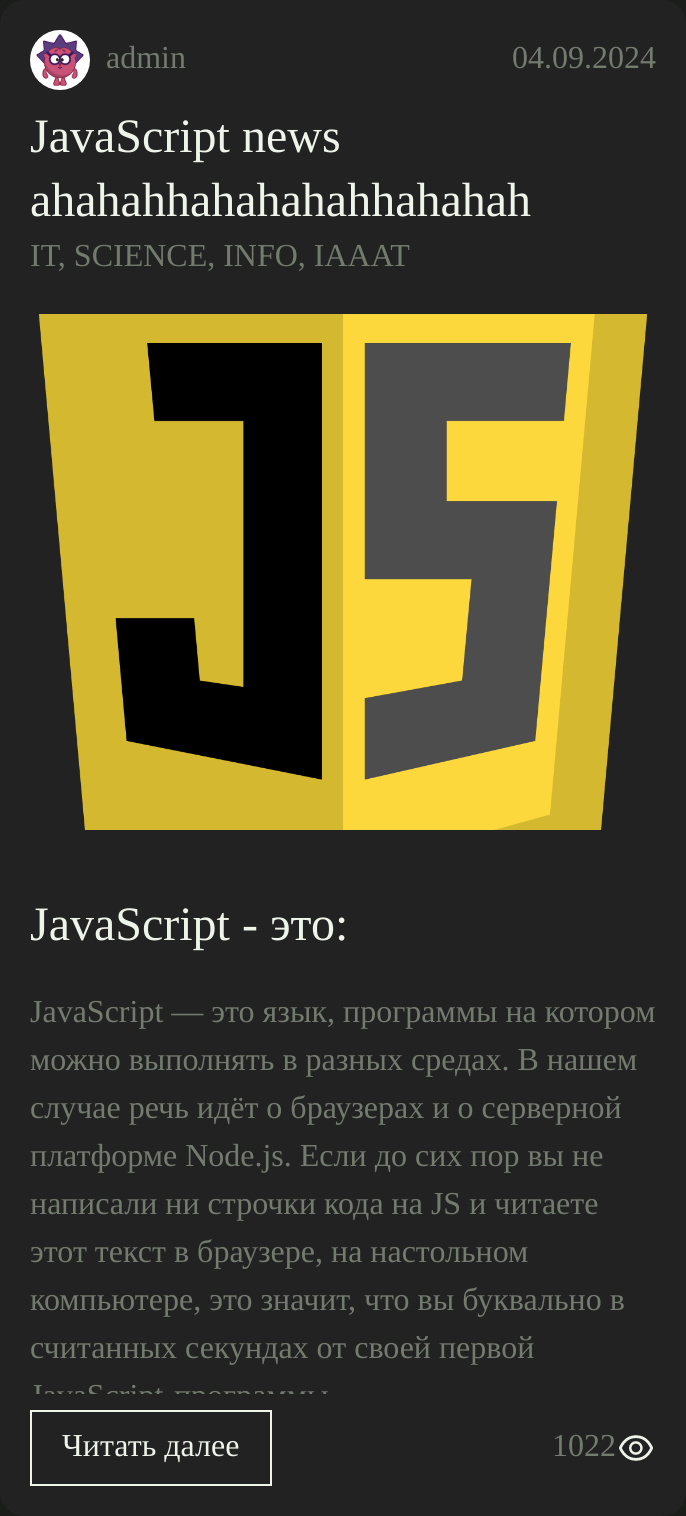 admin 04.09.2024
JavaScript news
ahahahhahahahahhahahah
IT, SCIENCE, INFO, IAAAT
JS
JavaScript - это:
JavaScript — это язык, программы на котором
можно выполнять в разных средах. В нашем
случае речь идёт о браузерах и о серверной
платформе Node.js. Если до сих пор вы не
написали ни строчки кода на JS и читаете
этот текст в браузере, на настольном
компьютере, это значит, что вы буквально в
считанных секундах от своей первой
JavaScript-программы.
Читать далее 1022